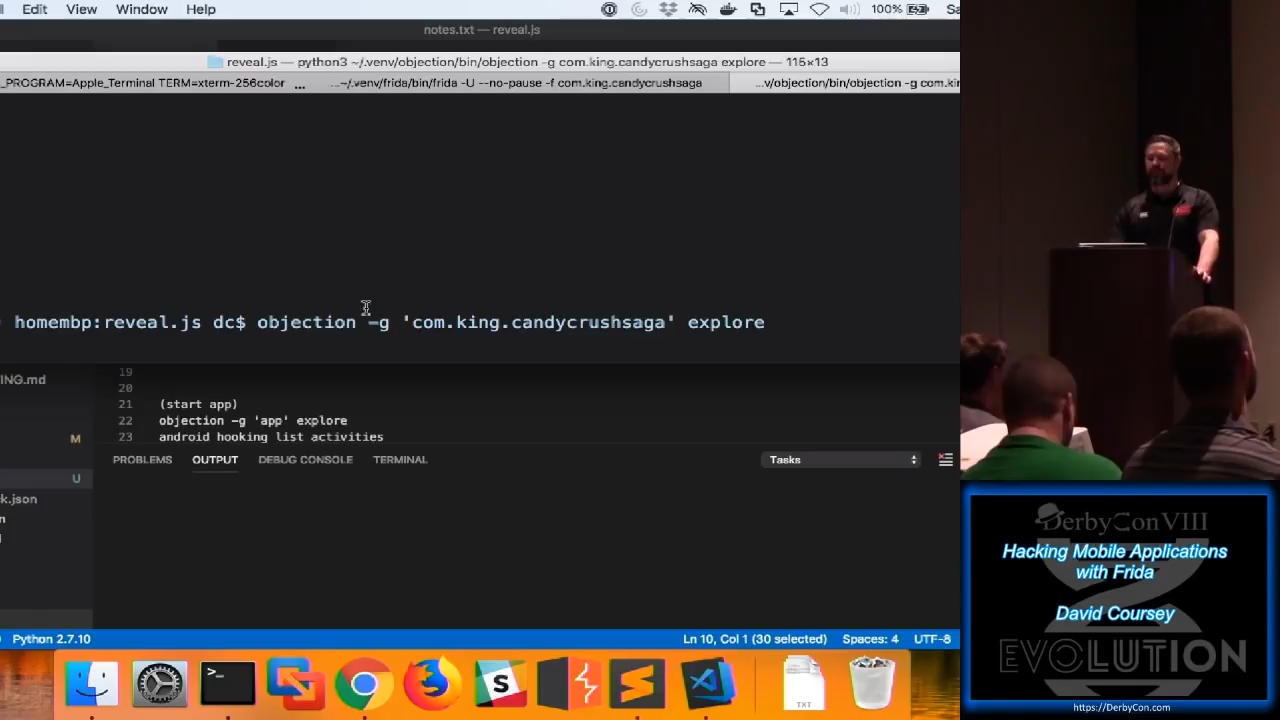 Edit View Window Help 100% Sa
notes.txt — reveal.js
reveal.js — python3 ~/.venv/objection/bin/objection -g com.king.candycrushsaga explore — 115×13
_PROGRAM=Apple_Terminal TERM=xterm-256color ... ...~/.venv/frida/bin/frida -U --no-pause -f com.king.candycrushsaga ...v/objection/bin/objection -g com.kin
homembp:reveal.js dc$ objection -g 'com.king.candycrushsaga' explore
19
20
21 (start app)
22 objection -g 'app' explore
23 android hooking list activities
ING.md
M
U
ck.json
n
PROBLEMS OUTPUT DEBUG CONSOLE TERMINAL Tasks
Python 2.7.10 Ln 10, Col 1 (30 selected) Spaces: 4 UTF-8
S
TXT
DerbyCon VIII
Hacking Mobile Applications
with Frida
David Coursey
EVOLUTION
https://DerbyCon.com